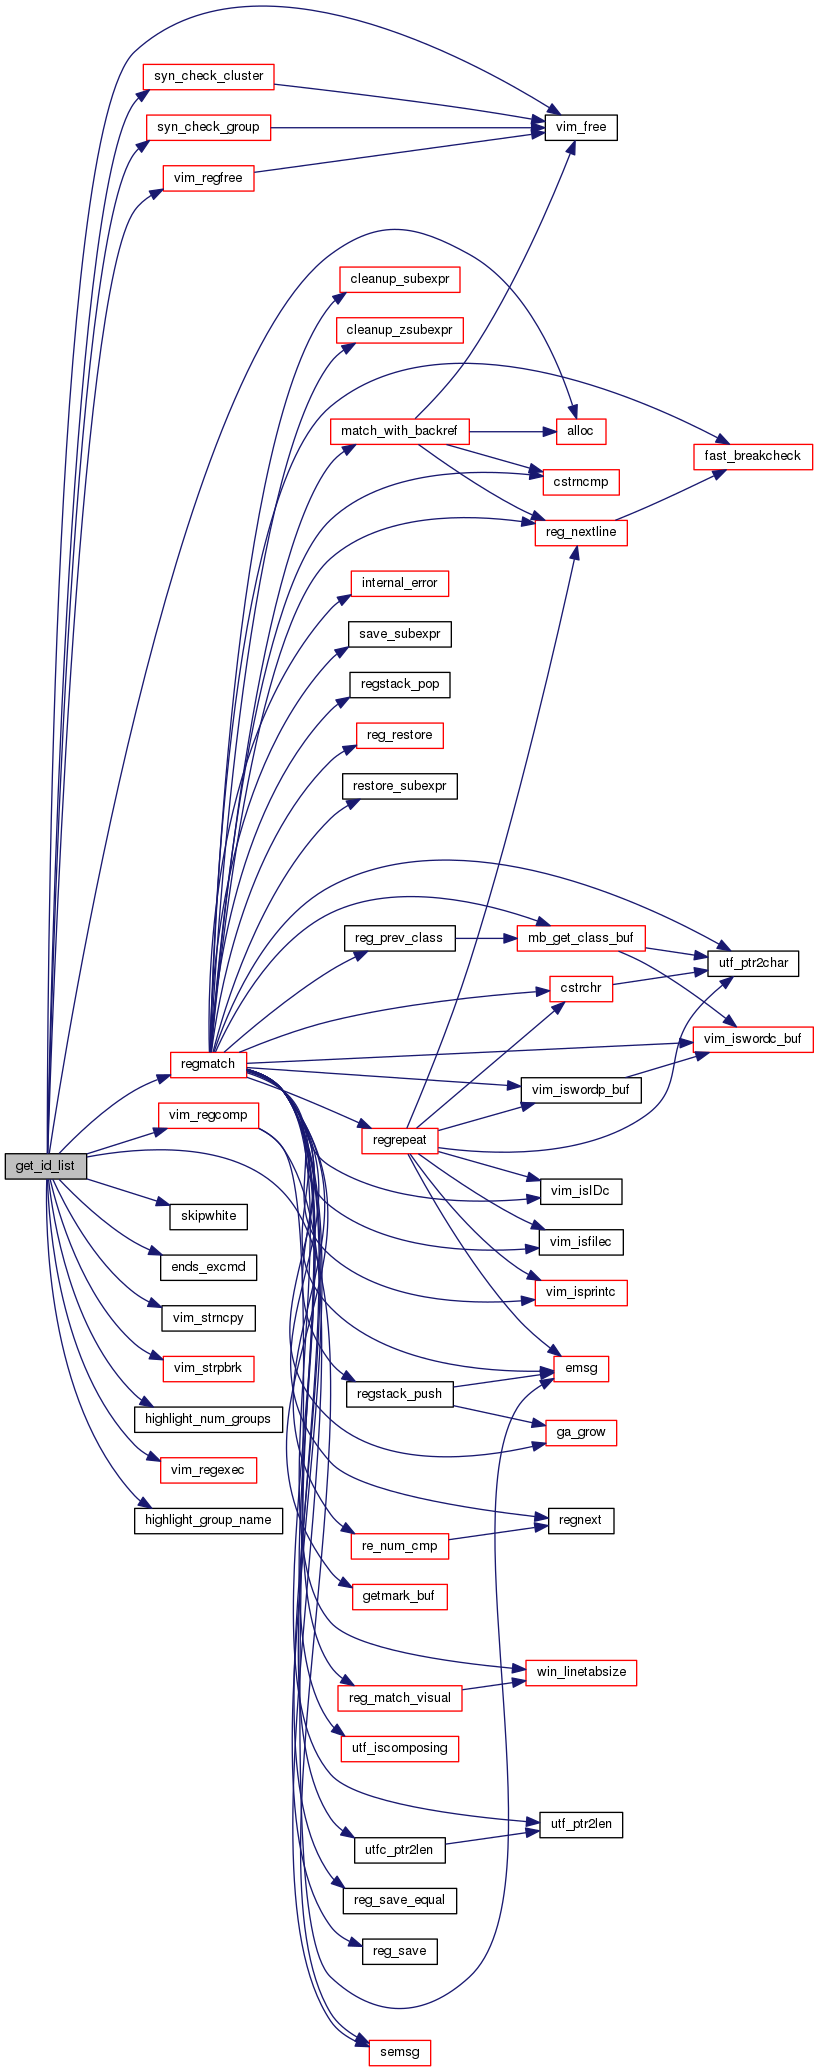 syn_check_cluster
vim_free
syn_check_group
vim_regfree
cleanup_subexpr
cleanup_zsubexpr
match_with_backref
alloc
fast_breakcheck
cstrncmp
reg_nextline
internal_error
save_subexpr
regstack_pop
reg_restore
restore_subexpr
reg_prev_class
mb_get_class_buf
utf_ptr2char
cstrchr
vim_iswordc_buf
regmatch
vim_iswordp_buf
vim_regcomp
regrepeat
get_id_list
vim_isIDc
skipwhite
vim_isfilec
ends_excmd
vim_isprintc
vim_strncpy
vim_strpbrk
emsg
regstack_push
highlight_num_groups
ga_grow
vim_regexec
highlight_group_name
regnext
re_num_cmp
getmark_buf
win_linetabsize
reg_match_visual
utf_iscomposing
utf_ptr2len
utfc_ptr2len
reg_save_equal
reg_save
semsg